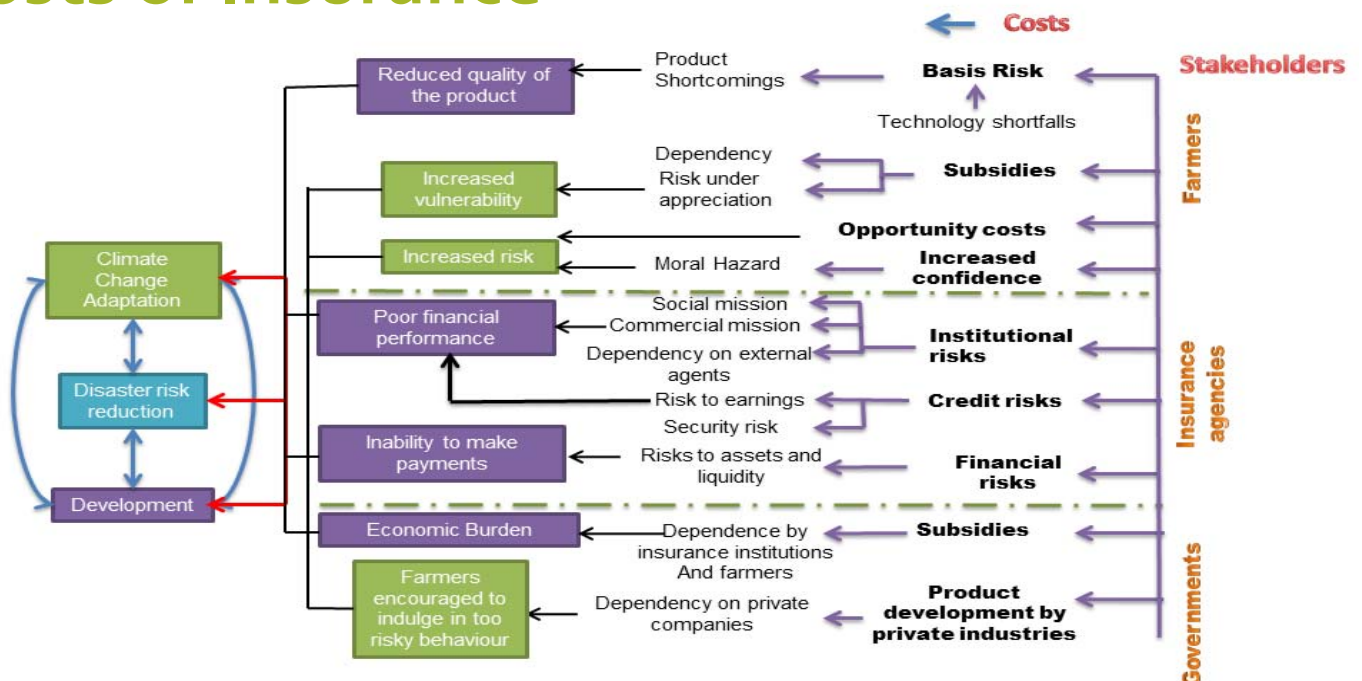 Costs of Insurance
Costs
Stakeholders
Reduced quality of
the product
Product
Shortcomings
Basis Risk
Technology shortfalls
Farmers
Increased
vulnerability
Dependency
Risk under
appreciation
Subsidies
Opportunity costs
Increased risk
Moral Hazard
Increased
confidence
Climate
Change
Adaptation
Disaster risk
reduction
Development
Poor financial
performance
Social mission
Commercial mission
Dependency on external
agents
Institutional
risks
Insurance
agencies
Risk to earnings
Security risk
Credit risks
Inability to make
payments
Risks to assets and
liquidity
Financial
risks
Economic Burden
Dependence by
insurance institutions
And farmers
Subsidies
Governments
Farmers
encouraged to
indulge in too
risky behaviour
Dependency on private
companies
Product
development by
private industries